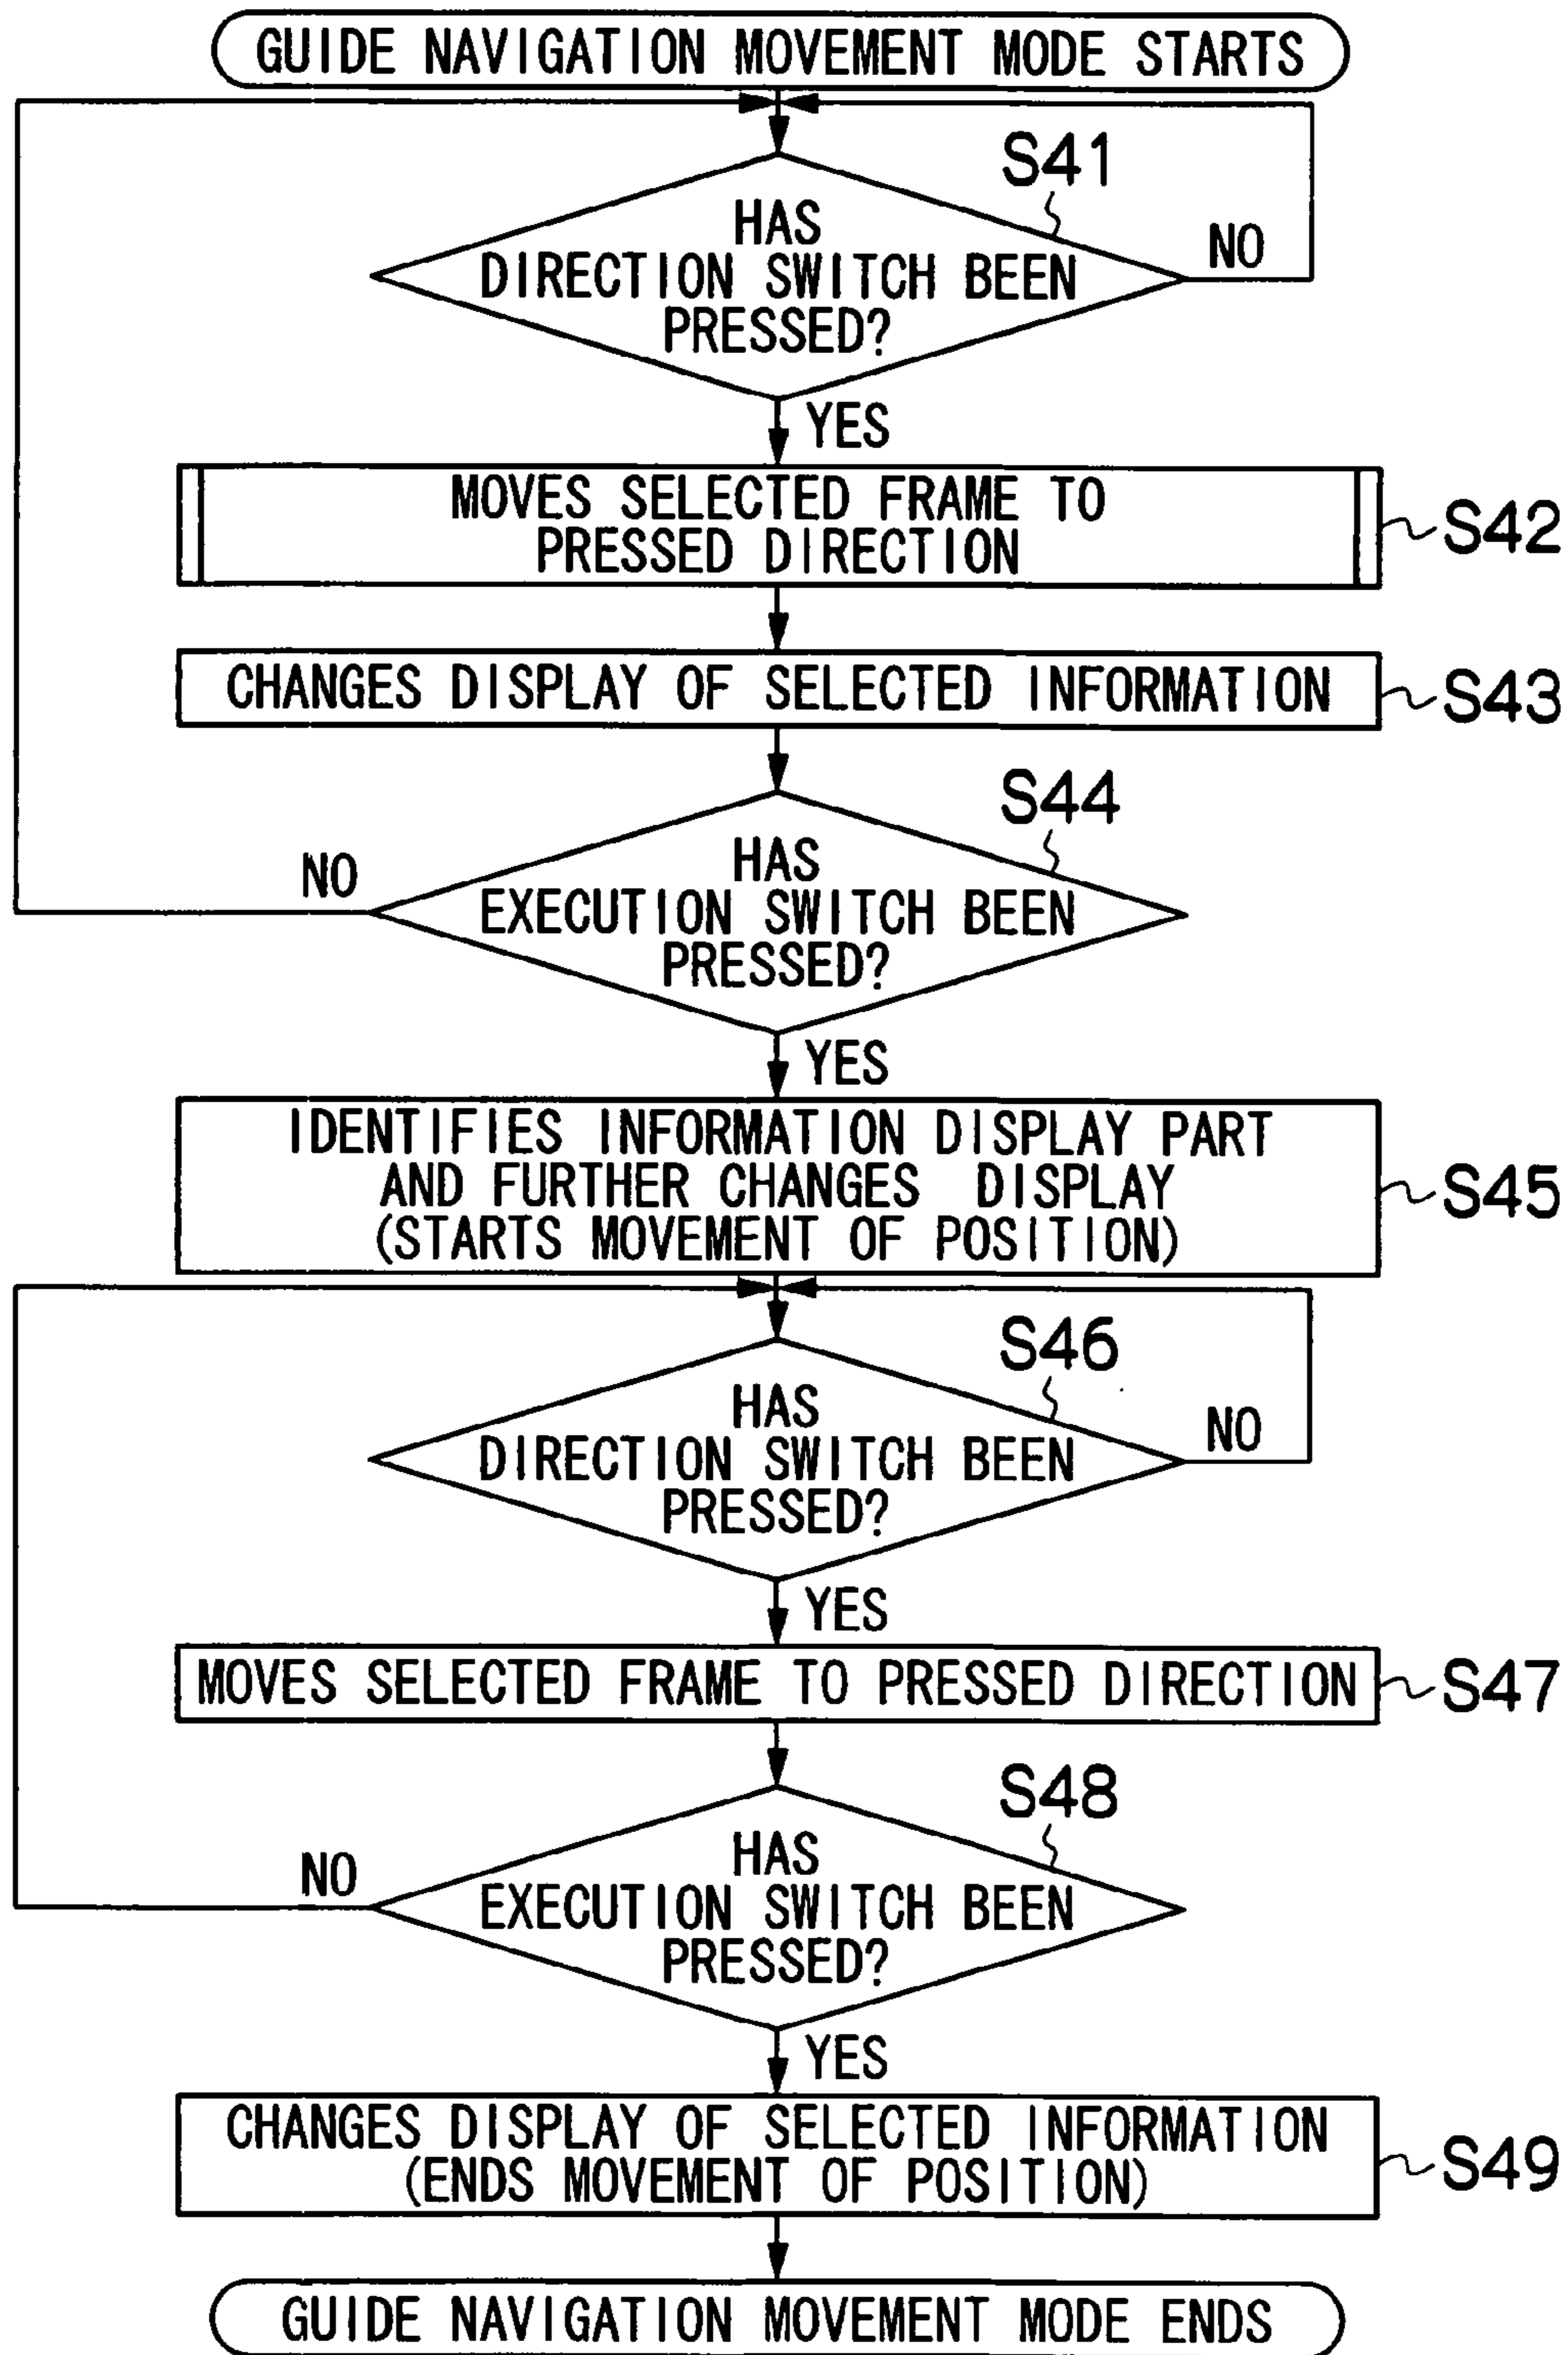 GUIDE NAVIGATION MOVEMENT MODE STARTS
S41
HAS
DIRECTION SWITCH BEEN
PRESSED?
NO
YES
MOVES SELECTED FRAME TO
PRESSED DIRECTION
S42
CHANGES DISPLAY OF SELECTED INFORMATION
S43
S44
HAS
EXECUTION SWITCH BEEN
PRESSED?
NO
YES
IDENTIFIES INFORMATION DISPLAY PART
AND FURTHER CHANGES DISPLAY
(STARTS MOVEMENT OF POSITION)
S45
S46
HAS
DIRECTION SWITCH BEEN
PRESSED?
NO
YES
MOVES SELECTED FRAME TO PRESSED DIRECTION
S47
S48
HAS
EXECUTION SWITCH BEEN
PRESSED?
NO
YES
CHANGES DISPLAY OF SELECTED INFORMATION
(ENDS MOVEMENT OF POSITION)
S49
GUIDE NAVIGATION MOVEMENT MODE ENDS